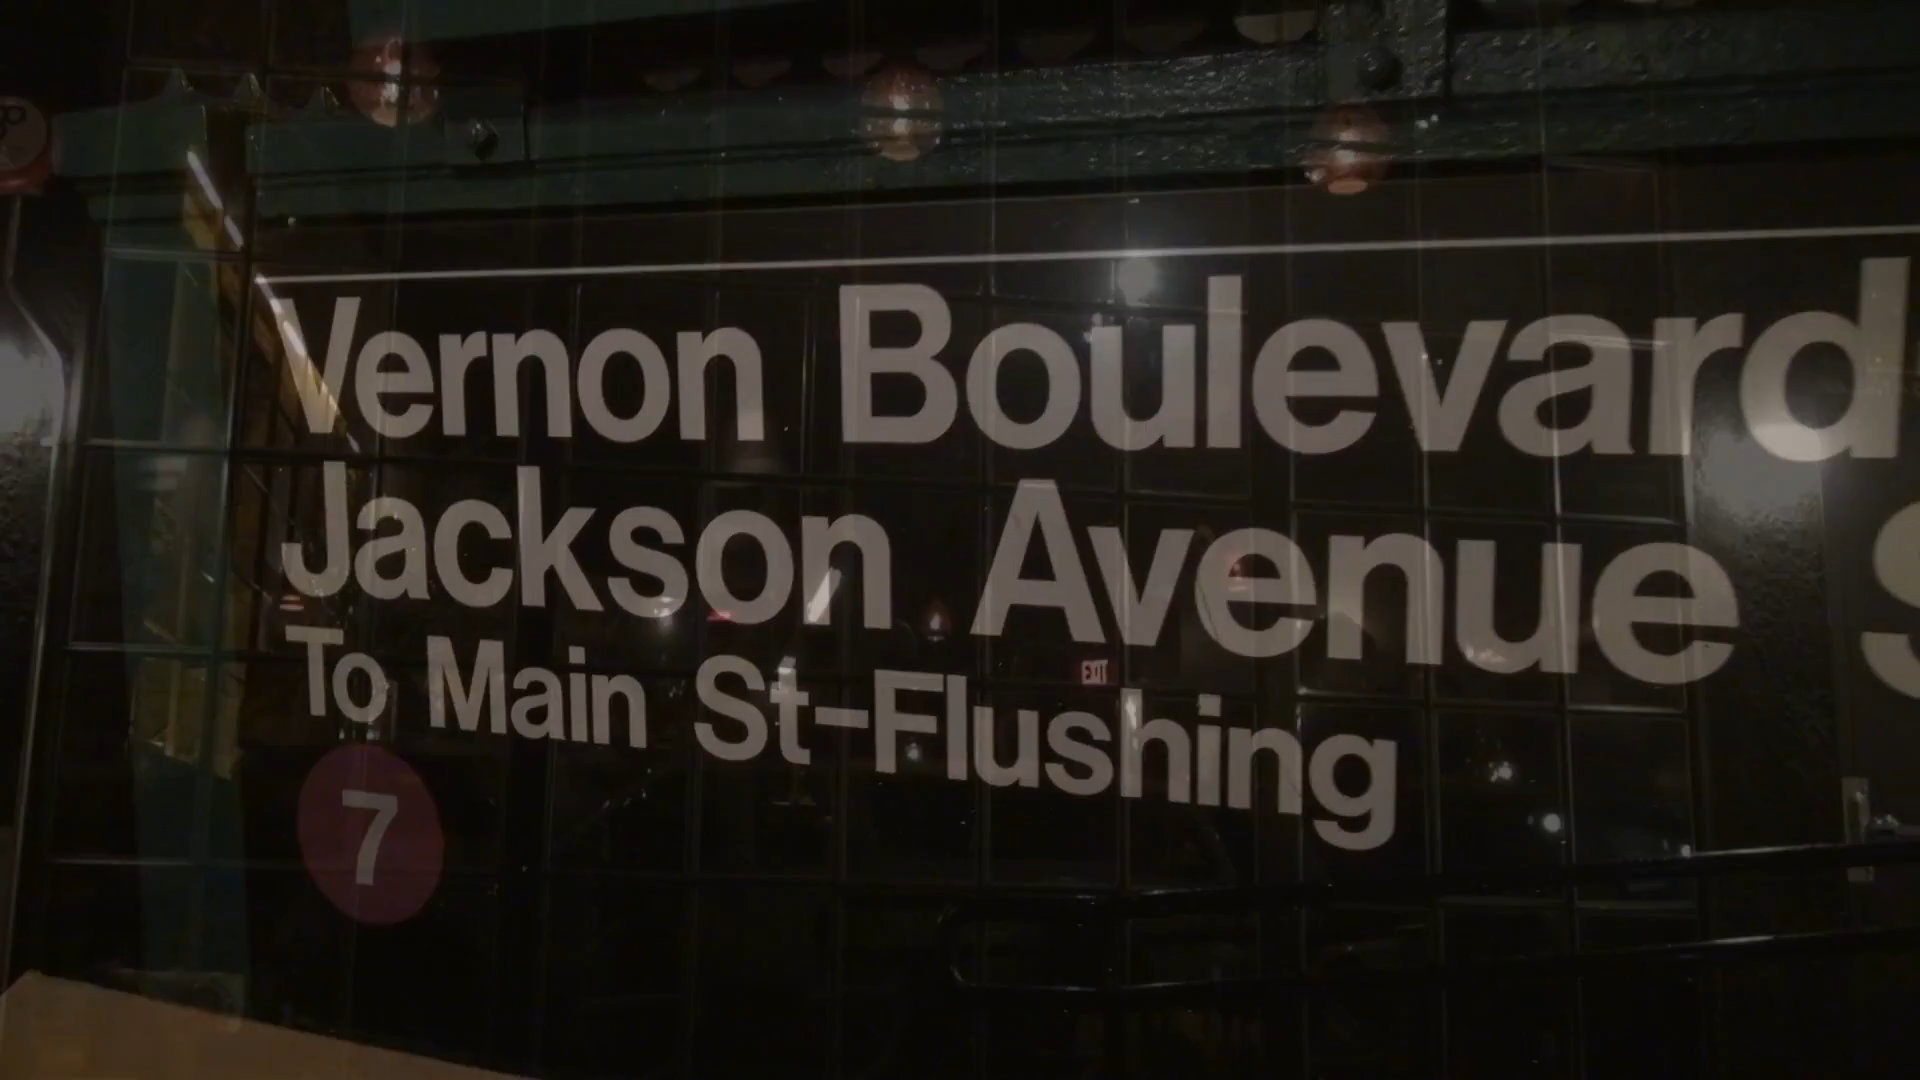 Vernon Boulevard
Jackson Avenue S
To Main St-Flushing
7
EXIT